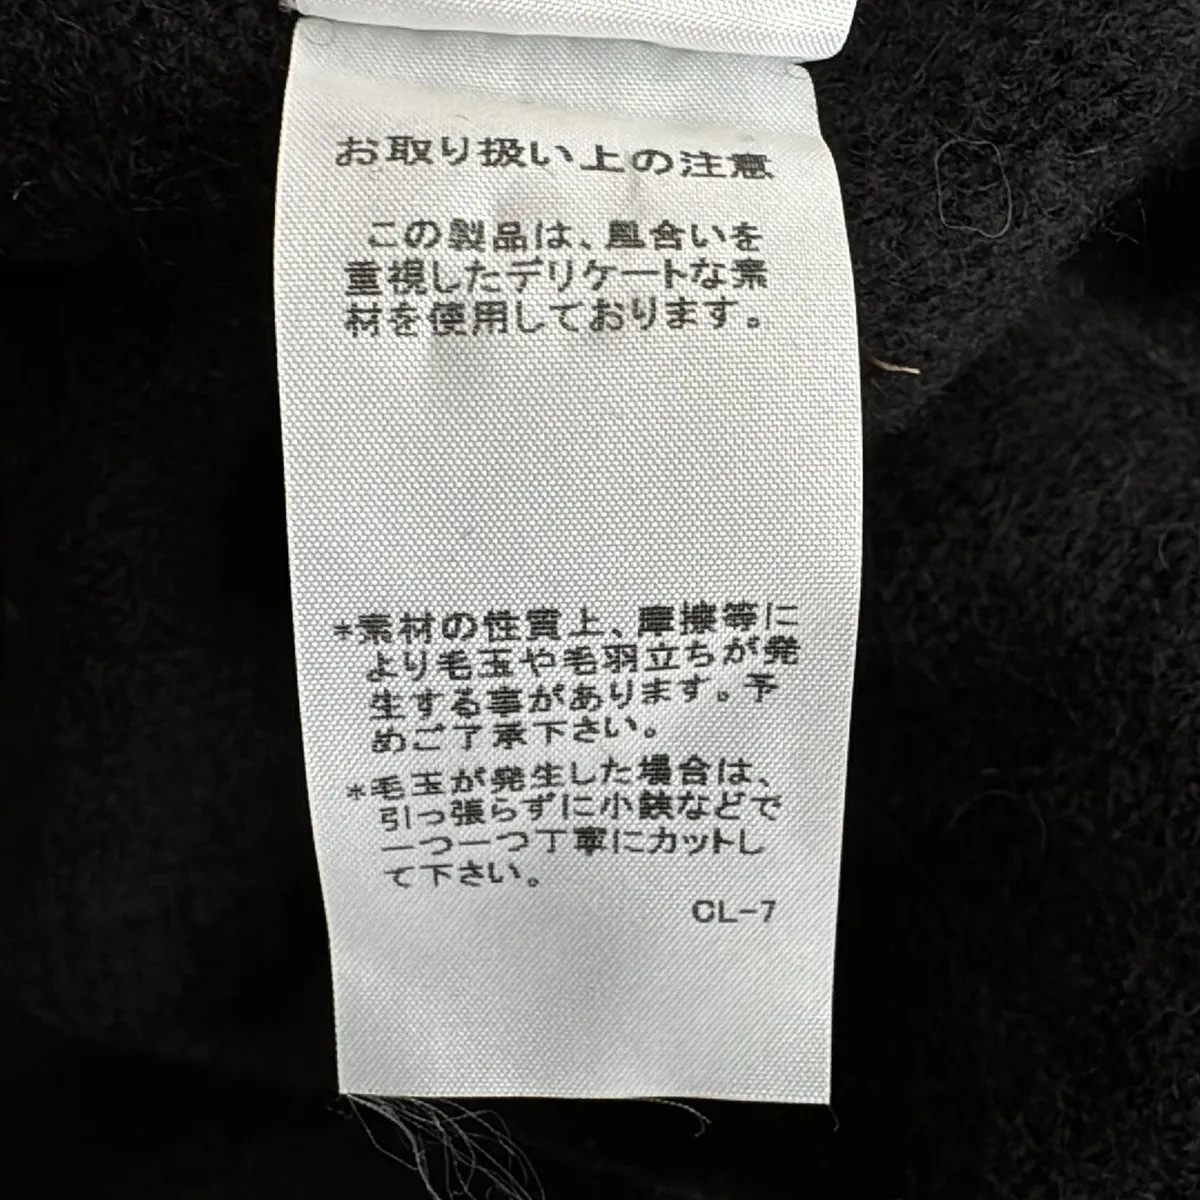 お取り扱い上の注意
この製品は、風合いを
重視したデリケートな素
材を使用しております。
*素材の性質上、摩擦等に
より毛玉や毛羽立ちが発
生する事があります。予
めご了承下さい。
*毛玉が発生した場合は、
引っ張らずに小鋏などで
一つ一つ丁寧にカットし
て下さい。
CL-7